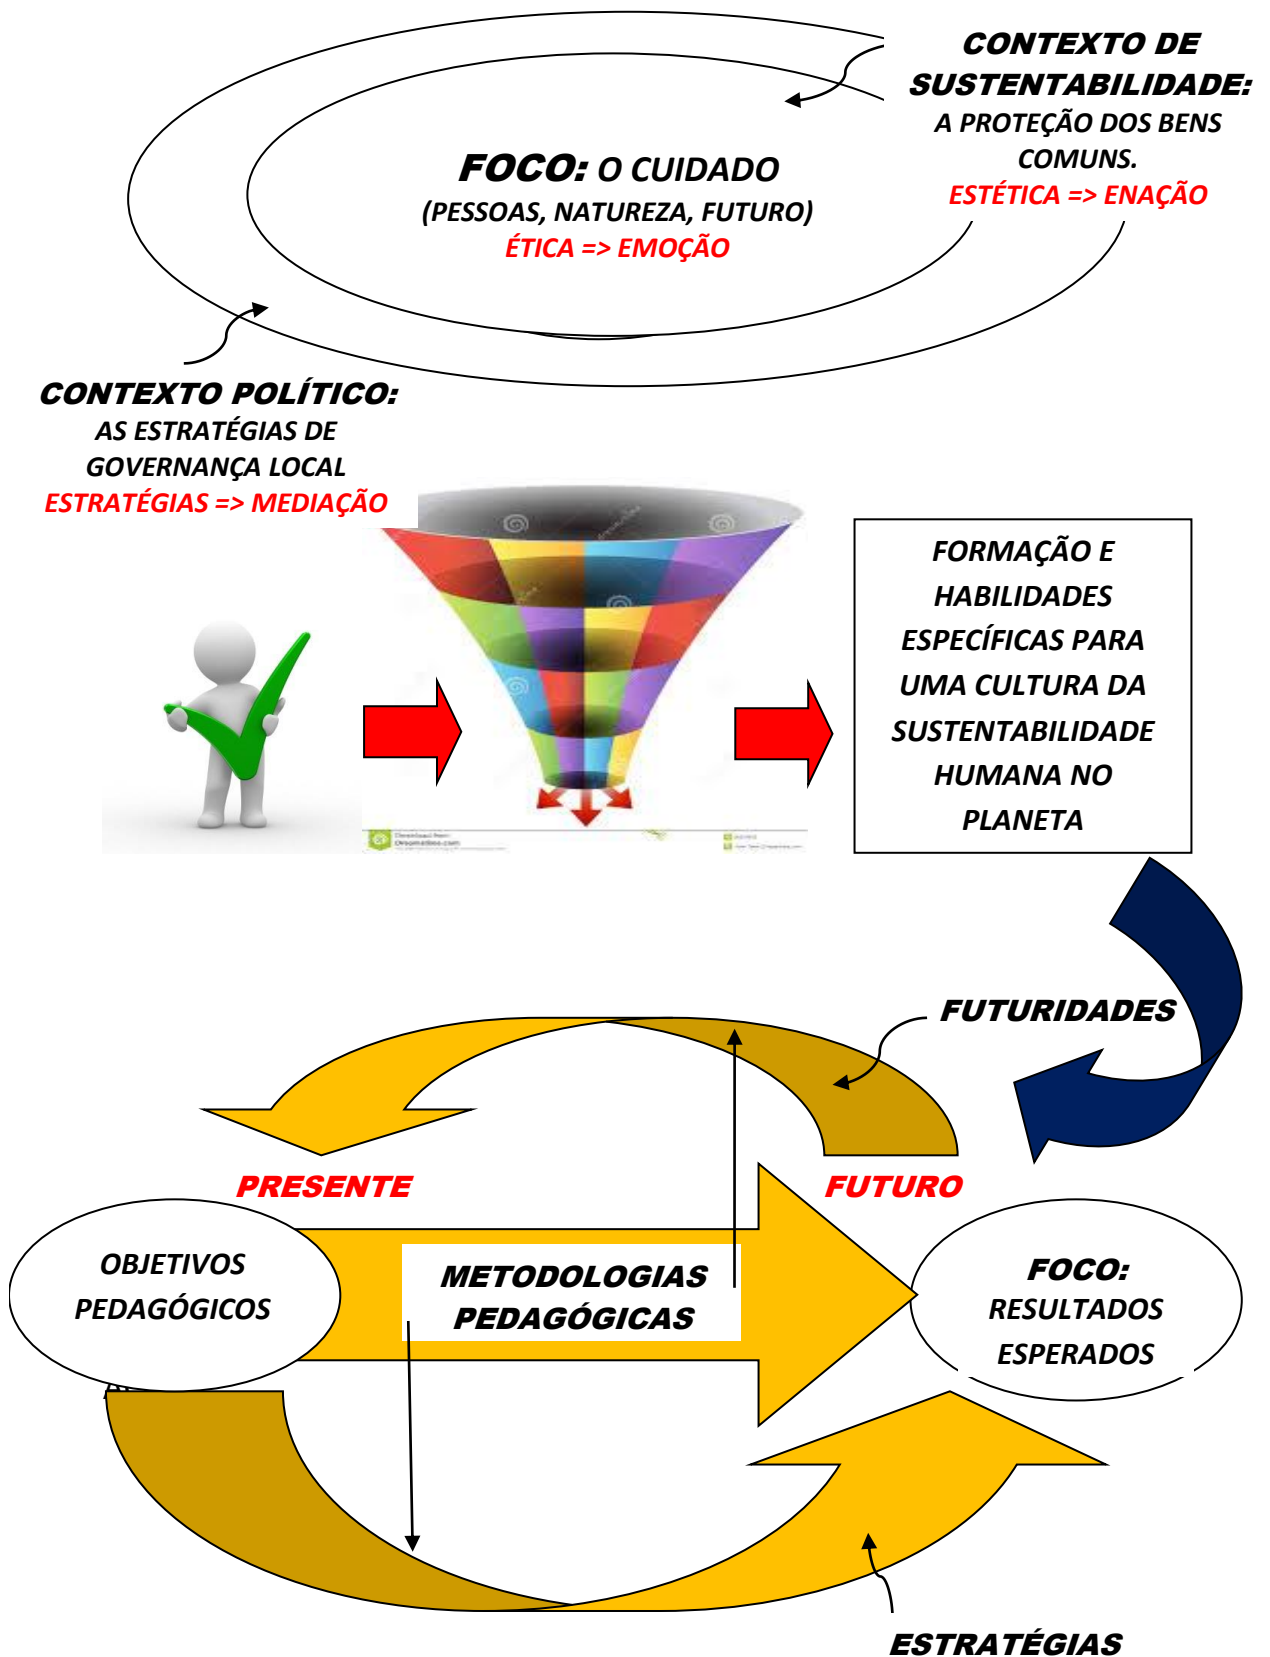 CONTEXTO DE
SUSTENTABILIDADE:
A PROTEÇÃO DOS BENS
COMUNS.
ESTÉTICA => ENAÇÃO
FOCO: O CUIDADO
(PESSOAS, NATUREZA, FUTURO)
ÉTICA => EMOÇÃO
CONTEXTO POLÍTICO:
AS ESTRATÉGIAS DE
GOVERNANÇA LOCAL
ESTRATÉGIAS => MEDIAÇÃO
FORMAÇÃO E
HABILIDADES
ESPECÍFICAS PARA
UMA CULTURA DA
SUSTENTABILIDADE
HUMANA NO
PLANETA
FUTURIDADES
PRESENTE
FUTURO
OBJETIVOS
PEDAGÓGICOS
METODOLOGIAS
PEDAGÓGICAS
FOCO:
RESULTADOS
ESPERADOS
ESTRATÉGIAS